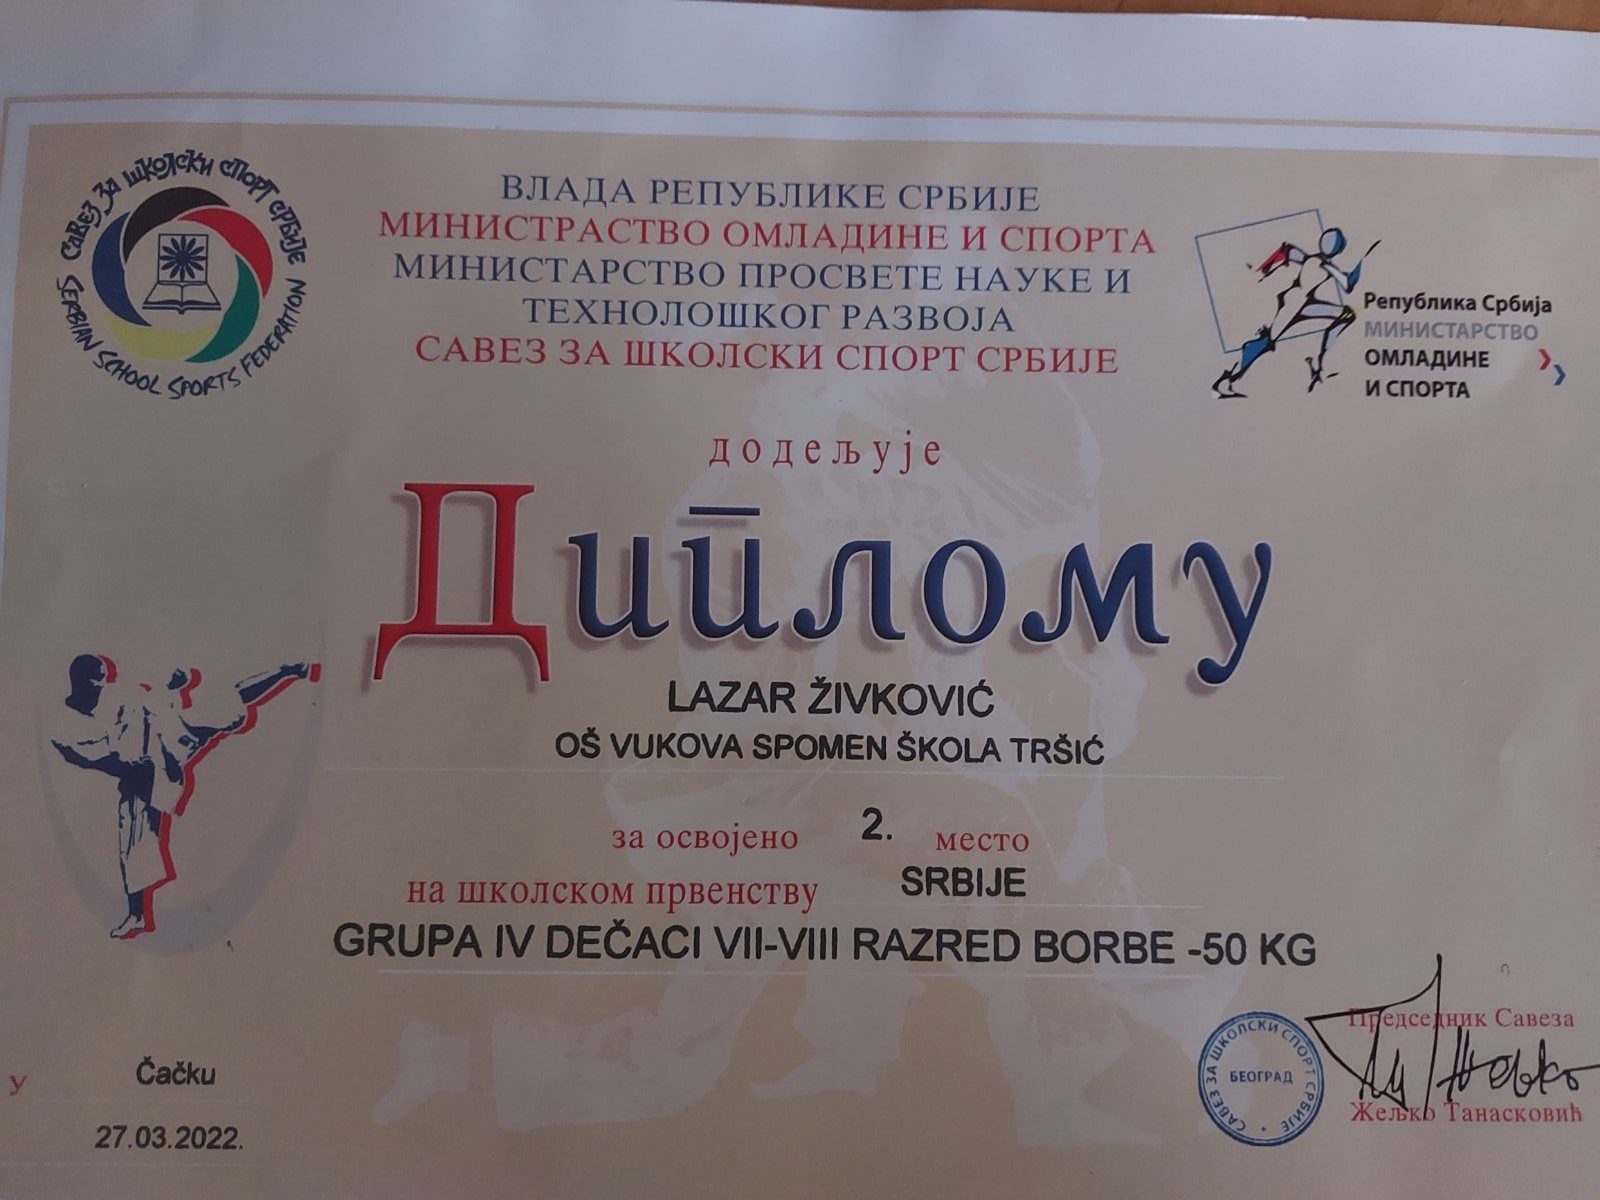 САВЕЗ ЗА ШКОЛСКИ СПОРТ СРБИЈЕ
SERBIAN SCHOOL SPORTS FEDERATION
ВЛАДА РЕПУБЛИКЕ СРБИЈЕ
МИНИСТРАСТВО ОМЛАДИНЕ И СПОРТА
МИНИСТАРСТВО ПРОСВЕТЕ НАУКЕ И
ТЕХНОЛОШКОГ РАЗВОЈА
САВЕЗ ЗА ШКОЛСКИ СПОРТ СРБИЈЕ
Република Србија
МИНИСТАРСТВО
ОМЛАДИНЕ
И СПОРТА
додељује
Диплому
LAZAR ŽIVKOVIĆ
OŠ VUKOVA SPOMEN ŠKOLA TRŠIĆ
за освојено 2. место
на школском првенству SRBIJE
GRUPA IV DEČACI VII-VIII RAZRED BORBE -50 KG
у Čačku
27.03.2022.
САВЕЗ ЗА ШКОЛСКИ СПОРТ СРБИЈЕ
БЕОГРАД
Председник Савеза
Жељко Танасковић